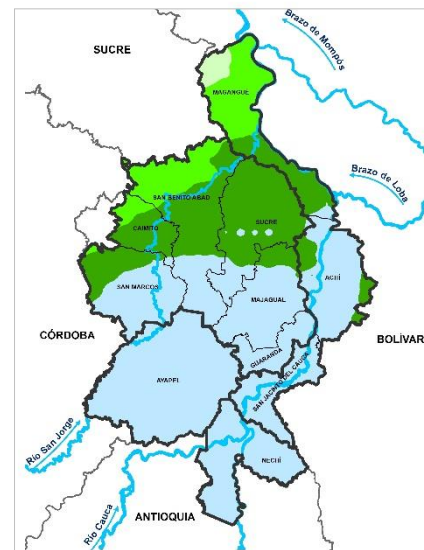 Brazo de Mompós
SUCRE
MAGANGUÉ
Brazo de Loba
SAN BENITO ABAD
CAIMITO
SUCRE
ACHÍ
SAN MARCOS
MAJAGUAL
CÓRDOBA
BOLÍVAR
GUARANDA
AYAPEL
SAN JACINTO DEL CAUCA
Río San Jorge
NECHÍ
Río Cauca
ANTIOQUIA